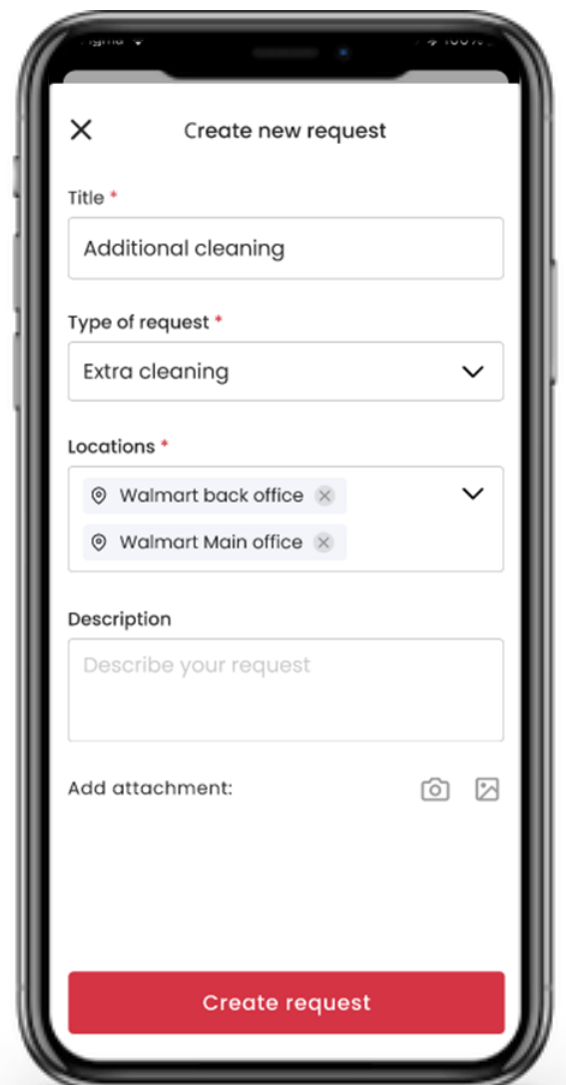 Create new request
Title *
Additional cleaning
Type of request *
Extra cleaning
Locations *
Walmart back office
Walmart Main office
Description
Describe your request
Add attachment:
Create request